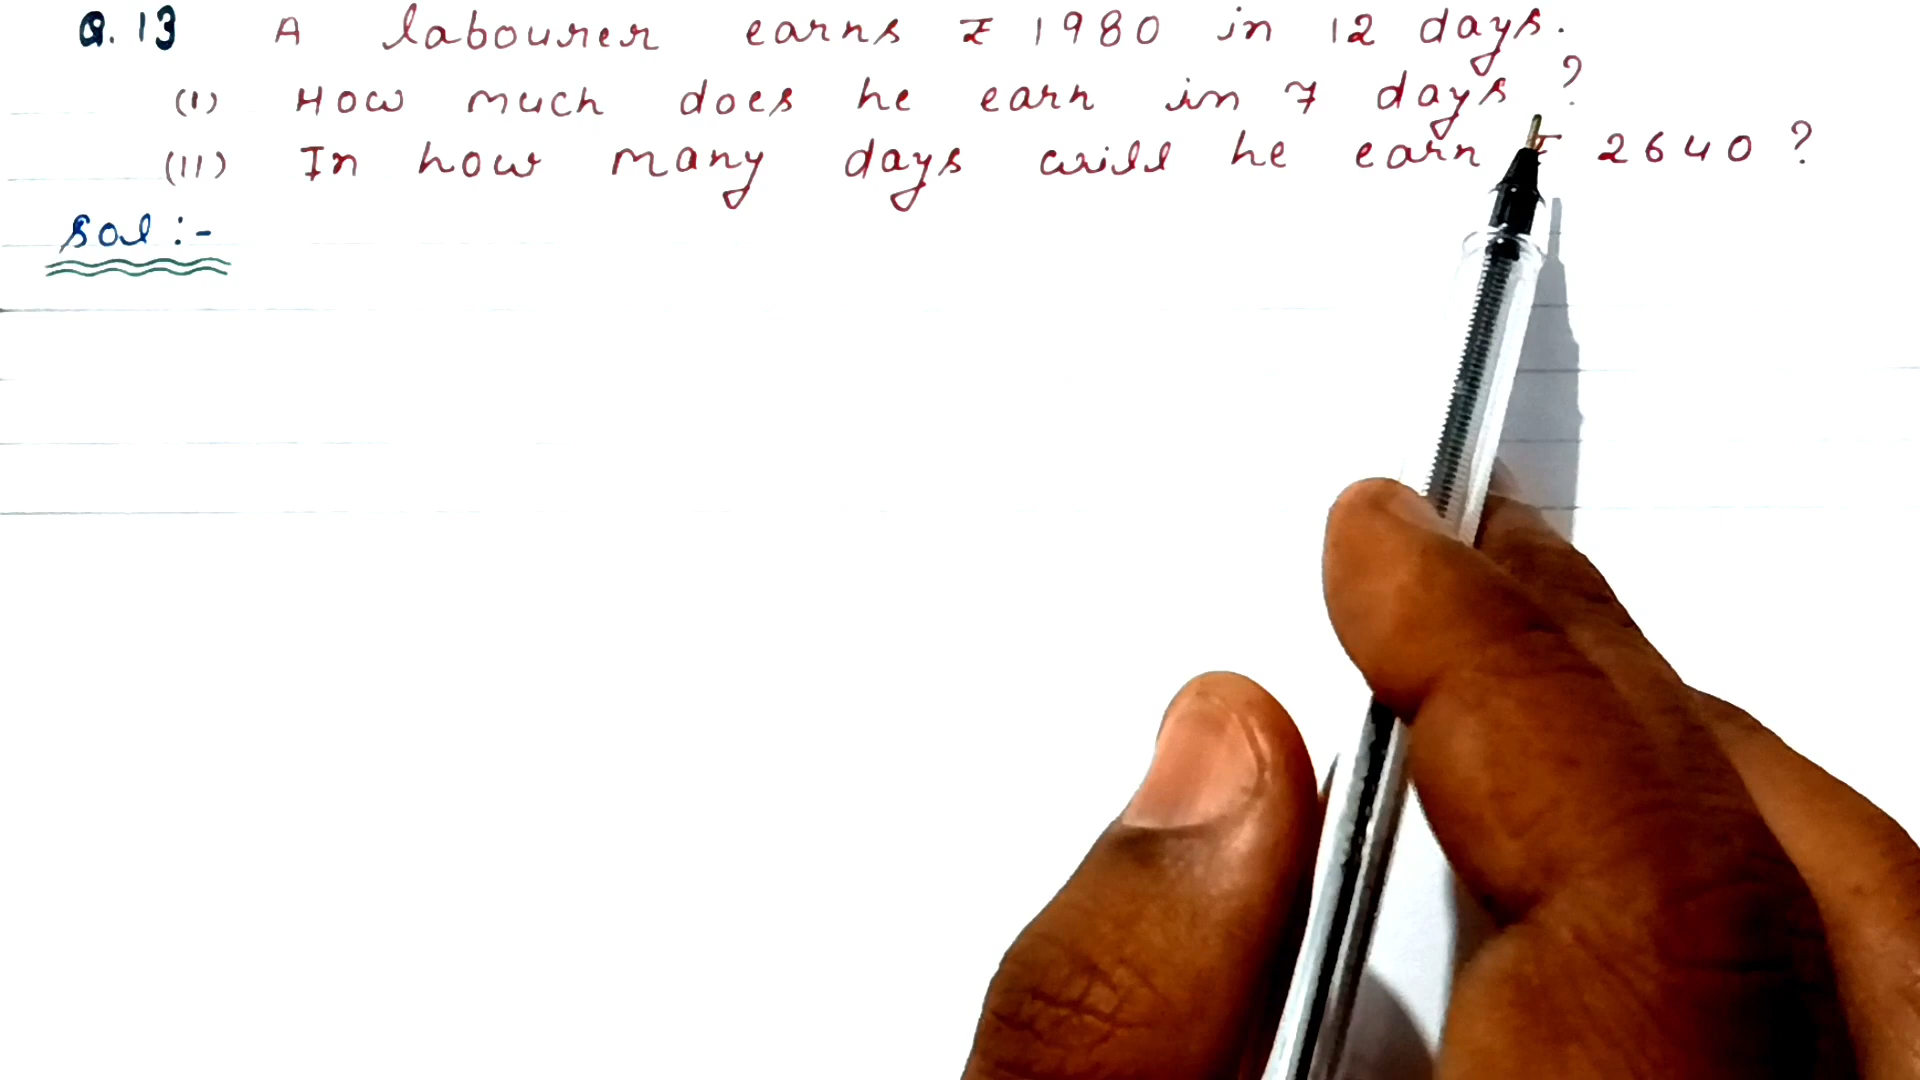 Q. 13 A labourer earns ₹ 1980 in 12 days.
(I) How much does he earn in 7 days ?
(II) In how many days will he earn ₹ 2640 ?
Sol :-